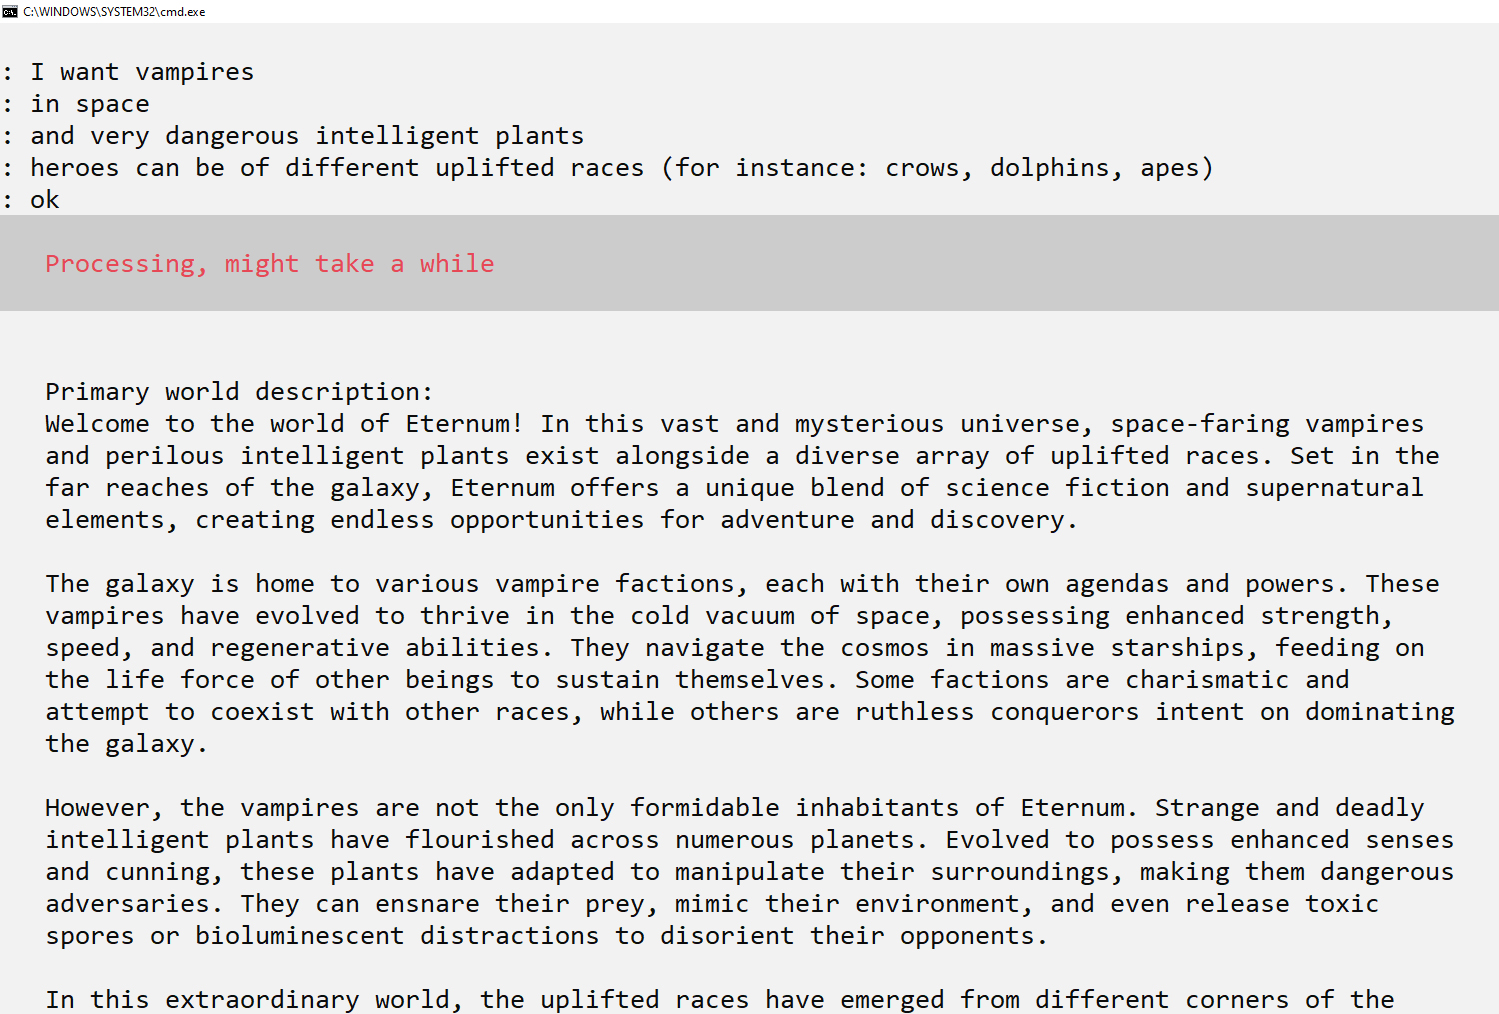 C:\WINDOWS\SYSTEM32\cmd.exe
: I want vampires
: in space
: and very dangerous intelligent plants
: heroes can be of different uplifted races (for instance: crows, dolphins, apes)
: ok
Processing, might take a while
Primary world description:
Welcome to the world of Eternum! In this vast and mysterious universe, space-faring vampires
and perilous intelligent plants exist alongside a diverse array of uplifted races. Set in the
far reaches of the galaxy, Eternum offers a unique blend of science fiction and supernatural
elements, creating endless opportunities for adventure and discovery.
The galaxy is home to various vampire factions, each with their own agendas and powers. These
vampires have evolved to thrive in the cold vacuum of space, possessing enhanced strength,
speed, and regenerative abilities. They navigate the cosmos in massive starships, feeding on
the life force of other beings to sustain themselves. Some factions are charismatic and
attempt to coexist with other races, while others are ruthless conquerors intent on dominating
the galaxy.
However, the vampires are not the only formidable inhabitants of Eternum. Strange and deadly
intelligent plants have flourished across numerous planets. Evolved to possess enhanced senses
and cunning, these plants have adapted to manipulate their surroundings, making them dangerous
adversaries. They can ensnare their prey, mimic their environment, and even release toxic
spores or bioluminescent distractions to disorient their opponents.
In this extraordinary world, the uplifted races have emerged from different corners of the